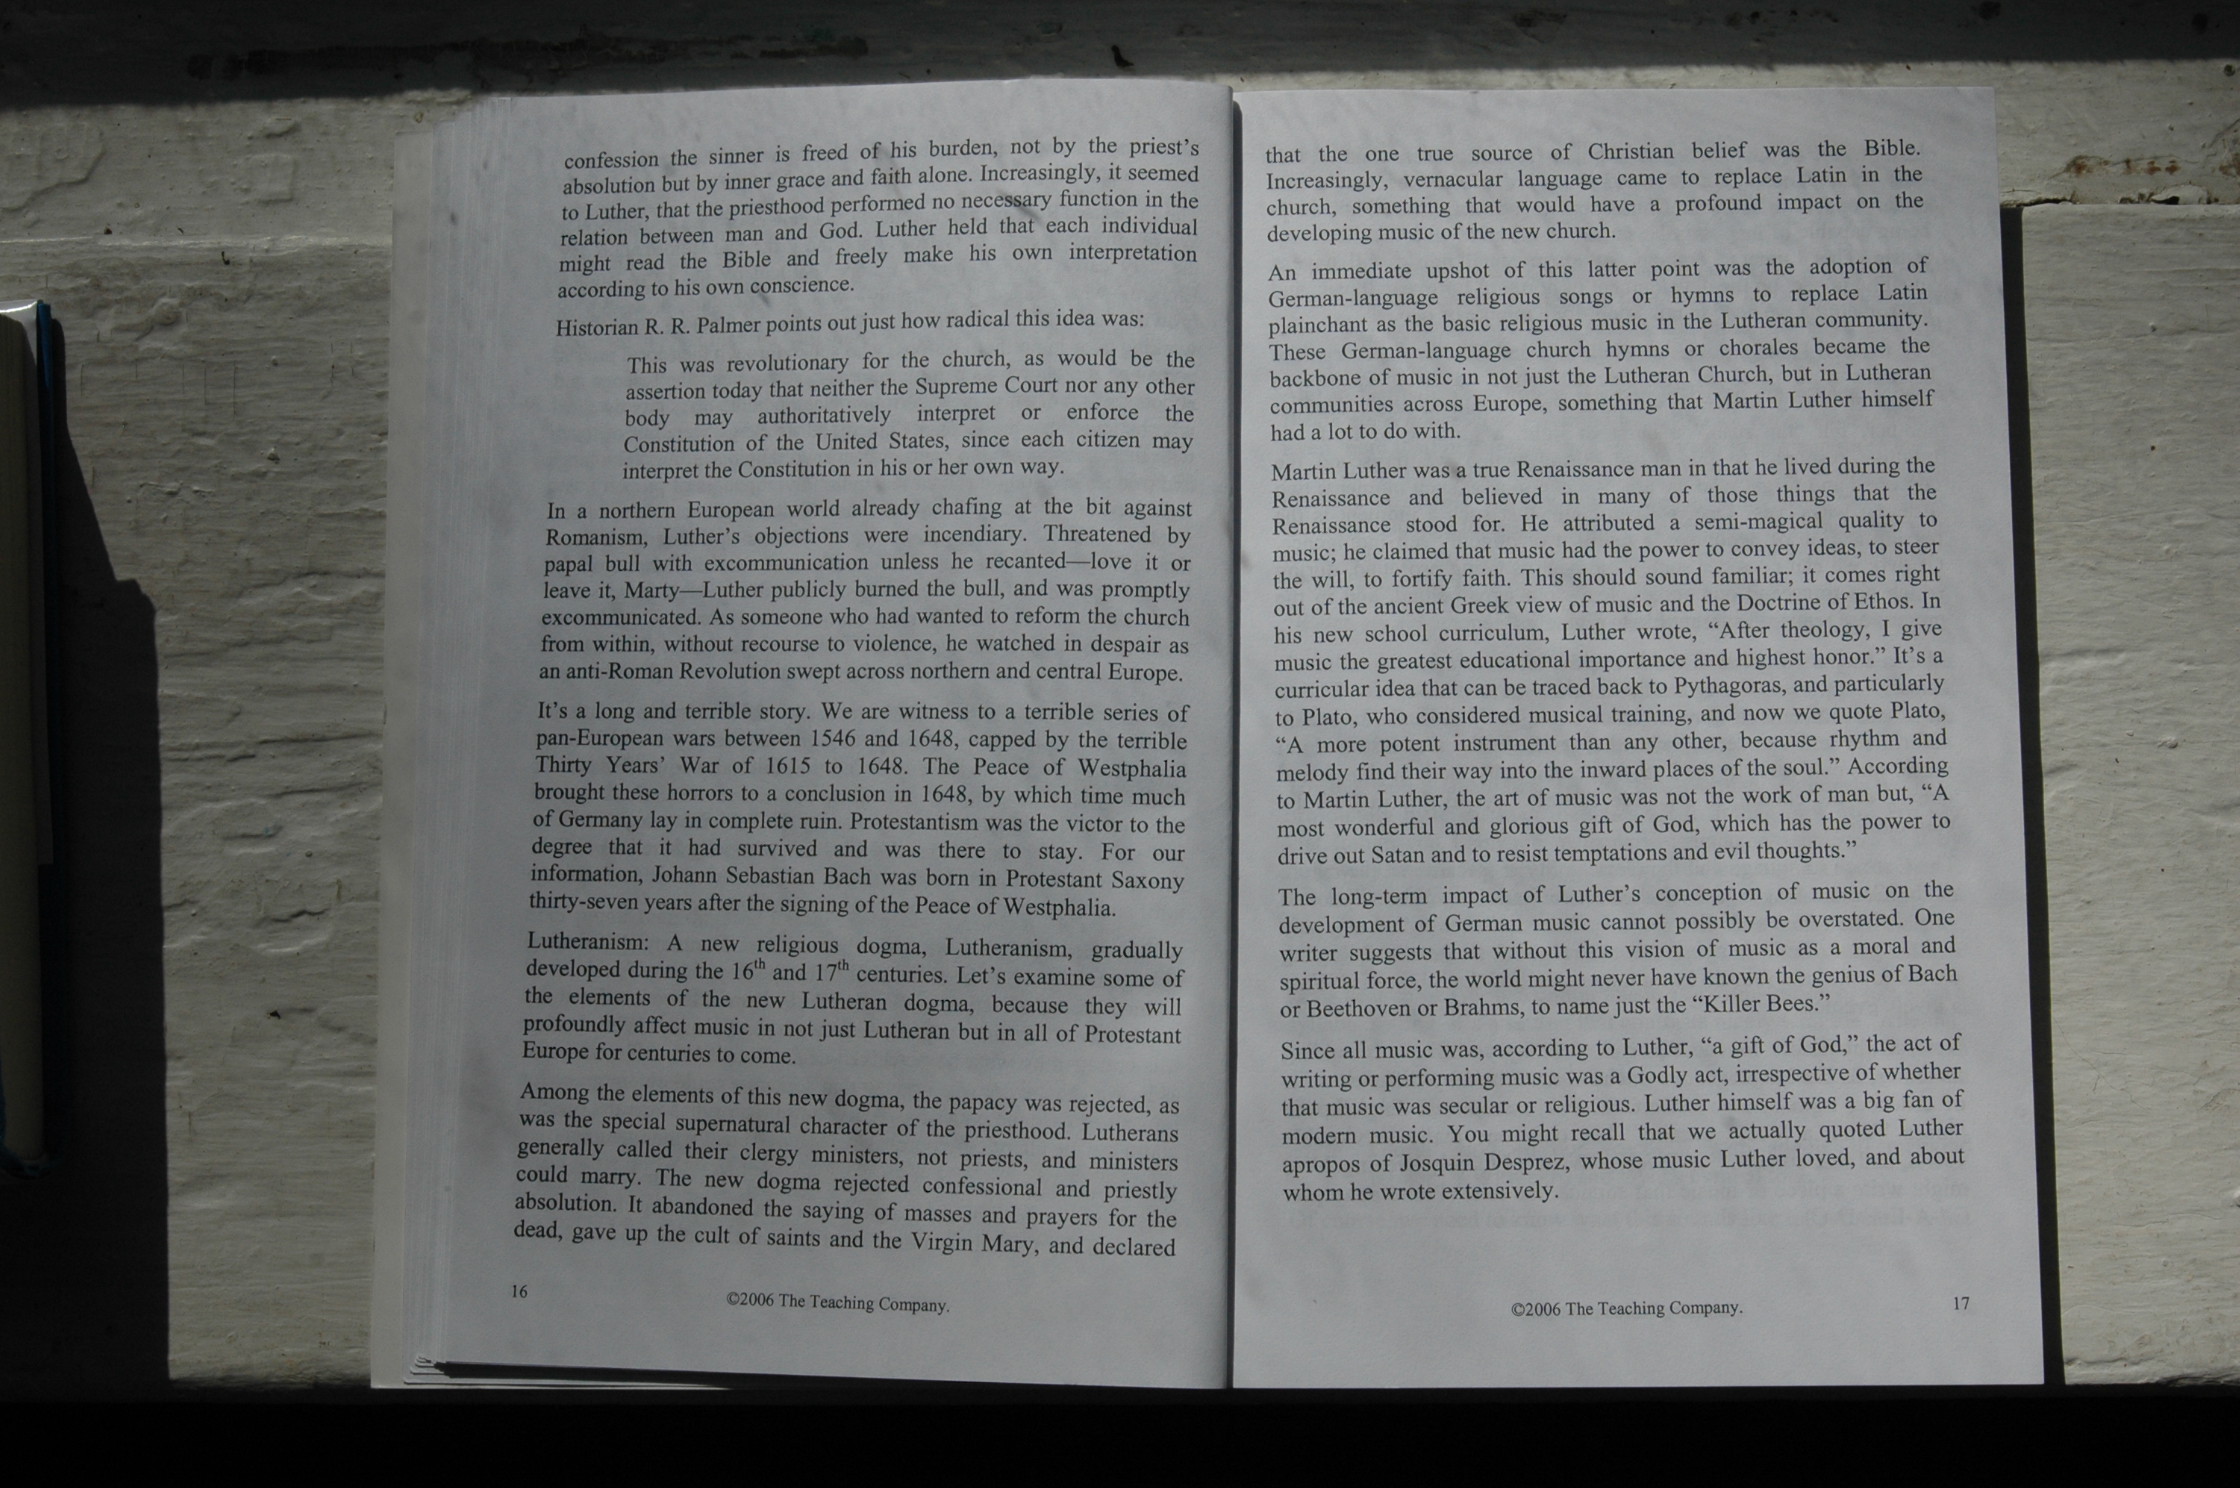 confession the sinner is freed of his burden, not by the priest's
absolution but by inner grace and faith alone. Increasingly, it seemed
to Luther, that the priesthood performed no necessary function in the
relation between man and God. Luther held that each individual
might read the Bible and freely make his own interpretation
according to his own conscience.
Historian R. R. Palmer points out just how radical this idea was:
This was revolutionary for the church, as would be the
assertion today that neither the Supreme Court nor any other
body may authoritatively interpret or enforce the
Constitution of the United States, since each citizen may
interpret the Constitution in his or her own way.
In a northern European world already chafing at the bit against
Romanism, Luther's objections were incendiary. Threatened by
papal bull with excommunication unless he recanted—love it or
leave it, Marty—Luther publicly burned the bull, and was promptly
excommunicated. As someone who had wanted to reform the church
from within, without recourse to violence, he watched in despair as
an anti-Roman Revolution swept across northern and central Europe.
It's a long and terrible story. We are witness to a terrible series of
pan-European wars between 1546 and 1648, capped by the terrible
Thirty Years' War of 1615 to 1648. The Peace of Westphalia
brought these horrors to a conclusion in 1648, by which time much
of Germany lay in complete ruin. Protestantism was the victor to the
degree that it had survived and was there to stay. For our
information, Johann Sebastian Bach was born in Protestant Saxony
thirty-seven years after the signing of the Peace of Westphalia.
Lutheranism: A new religious dogma, Lutheranism, gradually
developed during the 16th and 17th centuries. Let's examine some of
the elements of the new Lutheran dogma, because they will
profoundly affect music in not just Lutheran but in all of Protestant
Europe for centuries to come.
Among the elements of this new dogma, the papacy was rejected, as
was the special supernatural character of the priesthood. Lutherans
generally called their clergy ministers, not priests, and ministers
could marry. The new dogma rejected confessional and priestly
absolution. It abandoned the saying of masses and prayers for the
dead, gave up the cult of saints and the Virgin Mary, and declared
16
©2006 The Teaching Company.
that the one true source of Christian belief was the Bible.
Increasingly, vernacular language came to replace Latin in the
church, something that would have a profound impact on the
developing music of the new church.
An immediate upshot of this latter point was the adoption of
German-language religious songs or hymns to replace Latin
plainchant as the basic religious music in the Lutheran community.
These German-language church hymns or chorales became the
backbone of music in not just the Lutheran Church, but in Lutheran
communities across Europe, something that Martin Luther himself
had a lot to do with.
Martin Luther was a true Renaissance man in that he lived during the
Renaissance and believed in many of those things that the
Renaissance stood for. He attributed a semi-magical quality to
music; he claimed that music had the power to convey ideas, to steer
the will, to fortify faith. This should sound familiar; it comes right
out of the ancient Greek view of music and the Doctrine of Ethos. In
his new school curriculum, Luther wrote, "After theology, I give
music the greatest educational importance and highest honor." It's a
curricular idea that can be traced back to Pythagoras, and particularly
to Plato, who considered musical training, and now we quote Plato,
"A more potent instrument than any other, because rhythm and
melody find their way into the inward places of the soul." According
to Martin Luther, the art of music was not the work of man but, "A
most wonderful and glorious gift of God, which has the power to
drive out Satan and to resist temptations and evil thoughts."
The long-term impact of Luther's conception of music on the
development of German music cannot possibly be overstated. One
writer suggests that without this vision of music as a moral and
spiritual force, the world might never have known the genius of Bach
or Beethoven or Brahms, to name just the "Killer Bees."
Since all music was, according to Luther, "a gift of God," the act of
writing or performing music was a Godly act, irrespective of whether
that music was secular or religious. Luther himself was a big fan of
modern music. You might recall that we actually quoted Luther
apropos of Josquin Desprez, whose music Luther loved, and about
whom he wrote extensively.
©2006 The Teaching Company.
17